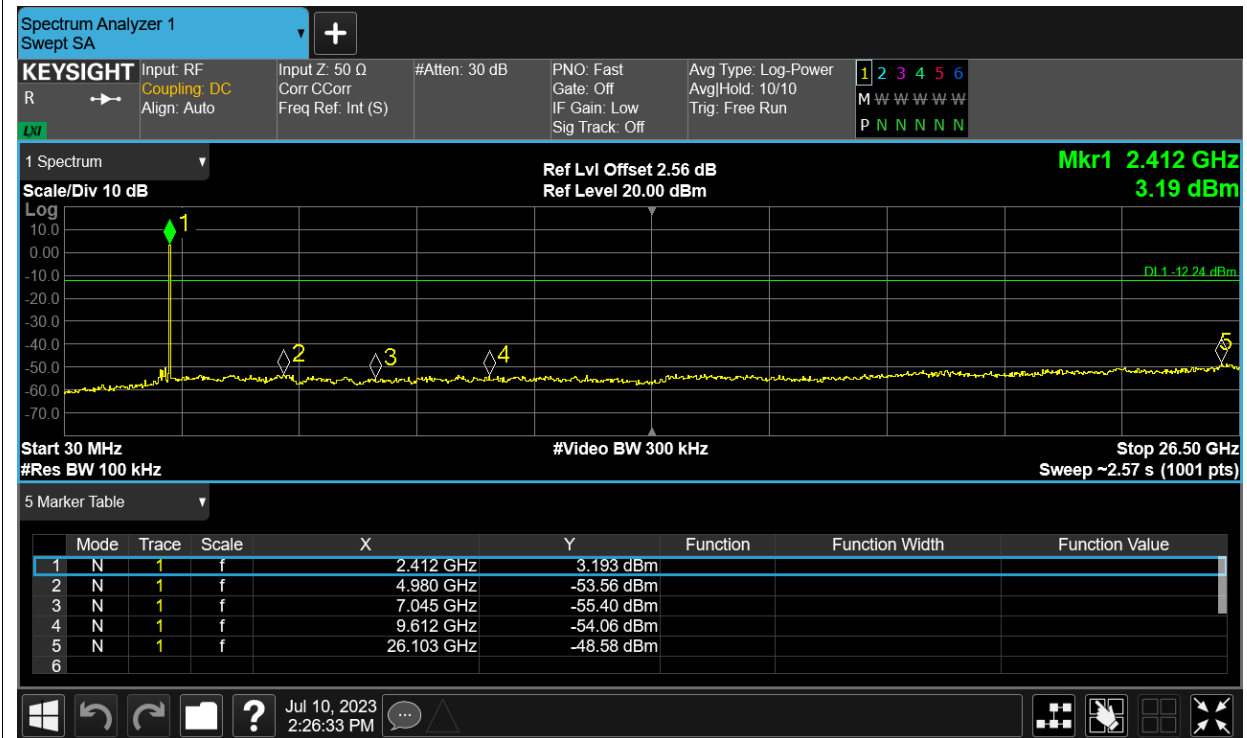 Spectrum Analyzer 1
Swept SA
+
KEYSIGHT
R
LXI
Input: RF
Coupling: DC
Align: Auto
Input Z: 50 Ω
Corr CCorr
Freq Ref: Int (S)
#Atten: 30 dB
PNO: Fast
Gate: Off
IF Gain: Low
Sig Track: Off
Avg Type: Log-Power
Avg|Hold: 10/10
Trig: Free Run
1 2 3 4 5 6
M W W W W W
P N N N N N
1 Spectrum
Scale/Div 10 dB
Ref Lvl Offset 2.56 dB
Ref Level 20.00 dBm
Mkr1 2.412 GHz
3.19 dBm
Log
10.0
0.00
-10.0
-20.0
-30.0
-40.0
-50.0
-60.0
-70.0
1
2
3
4
5
DL1 -12.24 dBm
Start 30 MHz
#Res BW 100 kHz
#Video BW 300 kHz
Stop 26.50 GHz
Sweep ~2.57 s (1001 pts)
5 Marker Table
Mode Trace Scale X Y Function Function Width Function Value
1 N 1 f 2.412 GHz 3.193 dBm
2 N 1 f 4.980 GHz -53.56 dBm
3 N 1 f 7.045 GHz -55.40 dBm
4 N 1 f 9.612 GHz -54.06 dBm
5 N 1 f 26.103 GHz -48.58 dBm
6
?
Jul 10, 2023
2:26:33 PM